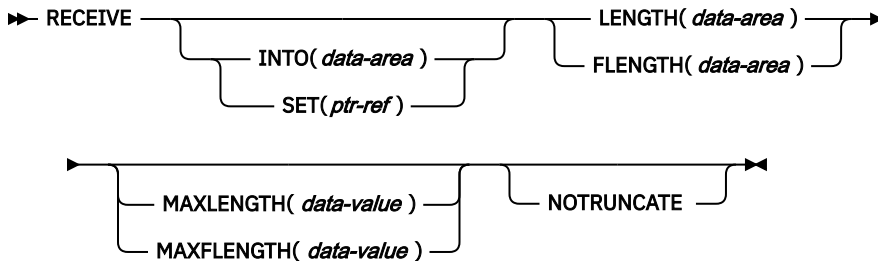 RECEIVE LENGTH( data-area )
INTO( data-area ) FLENGTH( data-area )
SET( ptr-ref )
MAXLENGTH( data-value ) NOTRUNCATE
MAXFLENGTH( data-value )